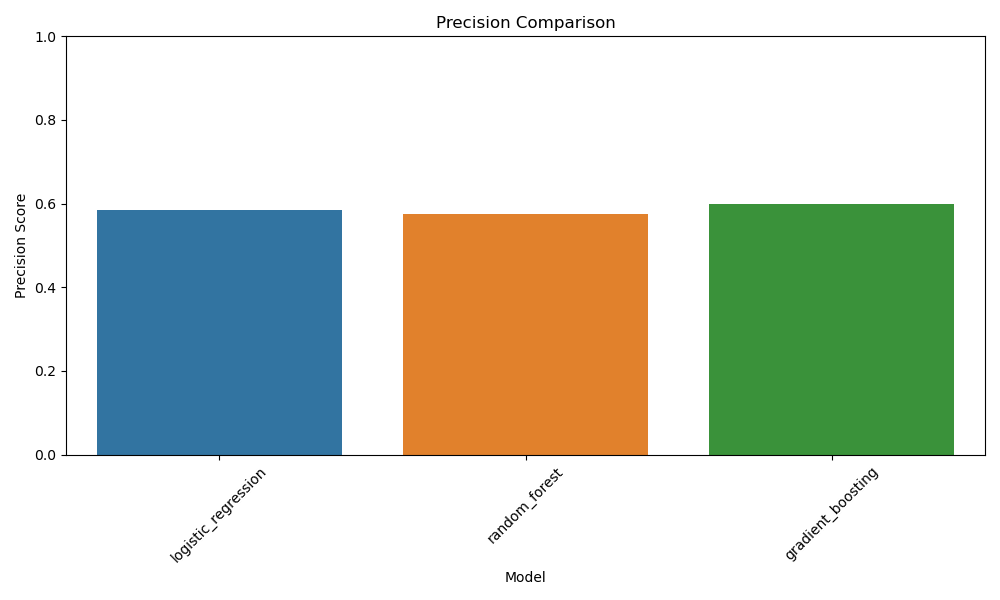 Precision Comparison
1.0
0.8
0.6
0.4
0.2
0.0
Precision Score
logistic_regression
random_forest
gradient_boosting
Model